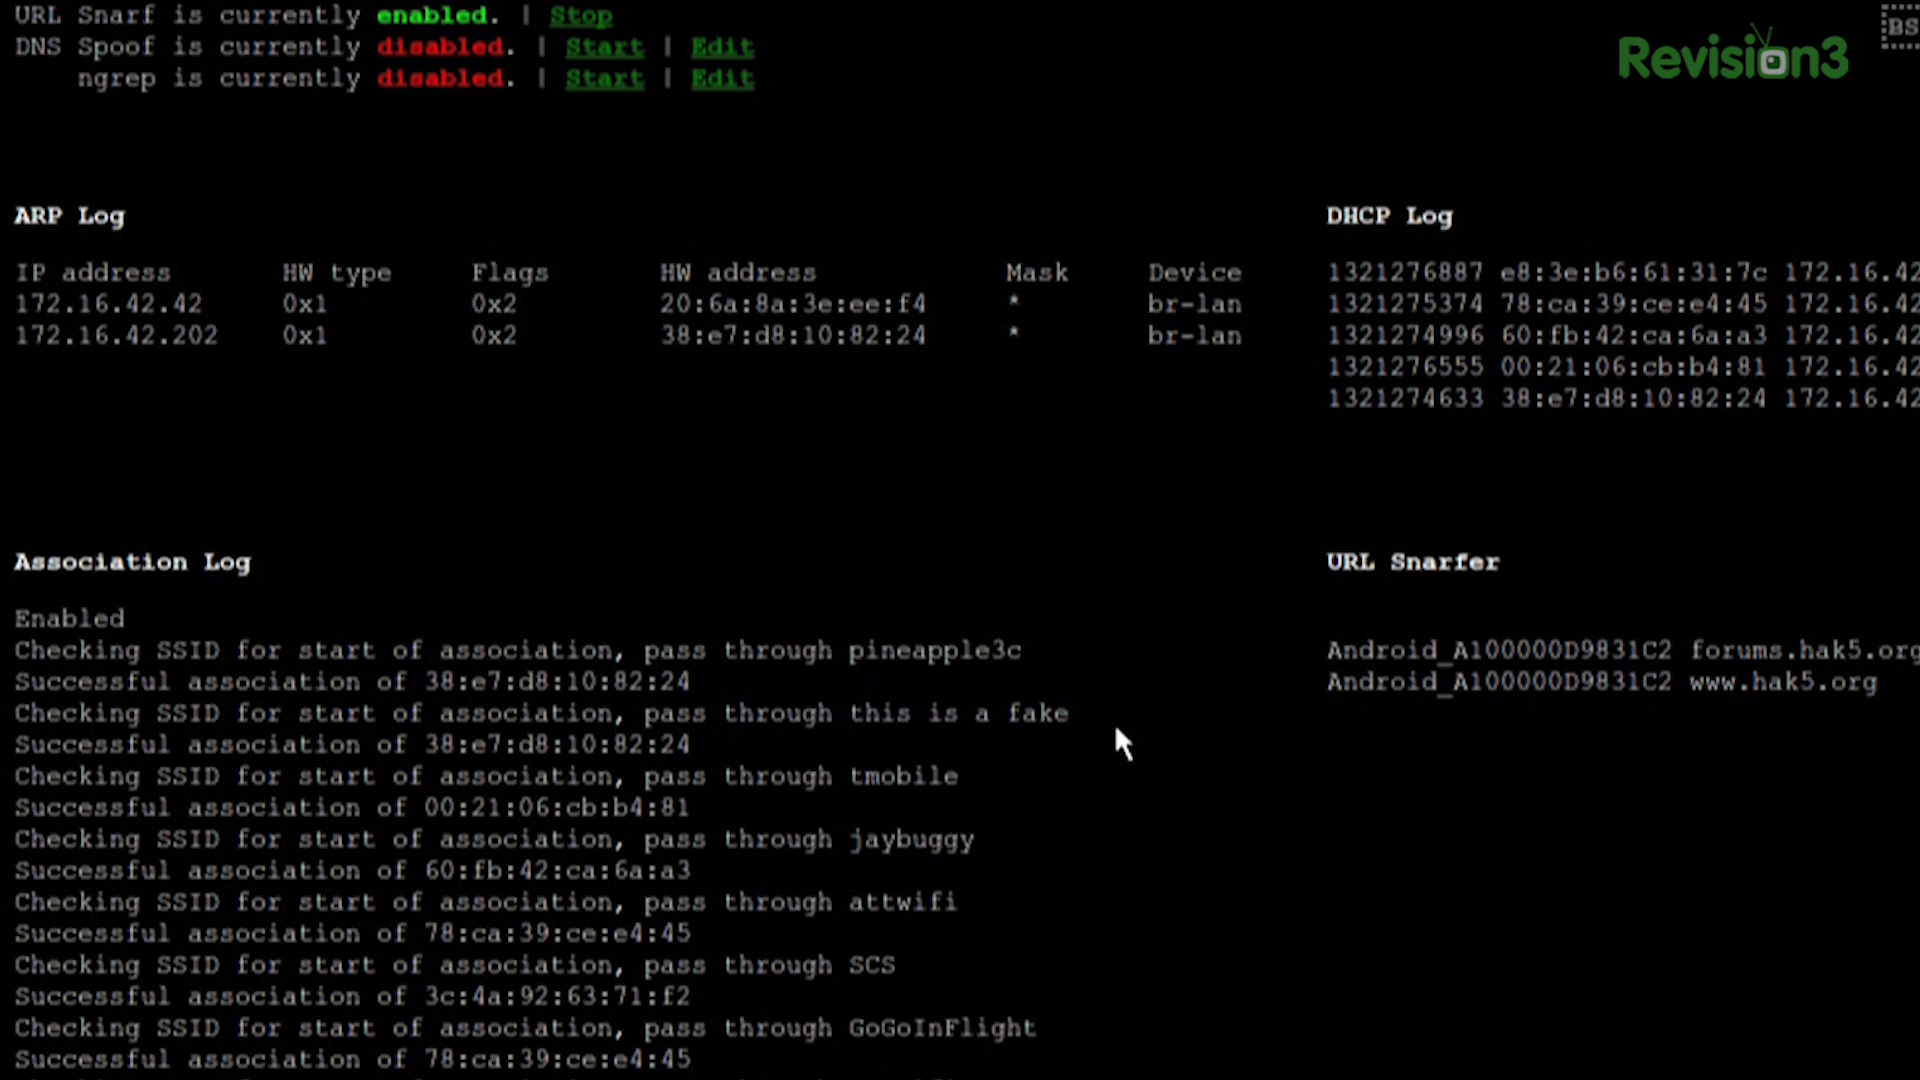 URL Snarf is currently enabled. | Stop
DNS Spoof is currently disabled. | Start | Edit
ngrep is currently disabled. | Start | Edit
Revision3
BS
ARP Log
IP address HW type Flags HW address Mask Device
172.16.42.42 0x1 0x2 20:6a:8a:3e:ee:f4 * br-lan
172.16.42.202 0x1 0x2 38:e7:d8:10:82:24 * br-lan
DHCP Log
1321276887 e8:3e:b6:61:31:7c 172.16.42
1321275374 78:ca:39:ce:e4:45 172.16.42
1321274996 60:fb:42:ca:6a:a3 172.16.42
1321276555 00:21:06:cb:b4:81 172.16.42
1321274633 38:e7:d8:10:82:24 172.16.42
Association Log
Enabled
Checking SSID for start of association, pass through pineapple3c
Successful association of 38:e7:d8:10:82:24
Checking SSID for start of association, pass through this is a fake
Successful association of 38:e7:d8:10:82:24
Checking SSID for start of association, pass through tmobile
Successful association of 00:21:06:cb:b4:81
Checking SSID for start of association, pass through jaybuggy
Successful association of 60:fb:42:ca:6a:a3
Checking SSID for start of association, pass through attwifi
Successful association of 78:ca:39:ce:e4:45
Checking SSID for start of association, pass through SCS
Successful association of 3c:4a:92:63:71:f2
Checking SSID for start of association, pass through GoGoInFlight
Successful association of 78:ca:39:ce:e4:45
URL Snarfer
Android_A100000D9831C2 forums.hak5.org
Android_A100000D9831C2 www.hak5.org